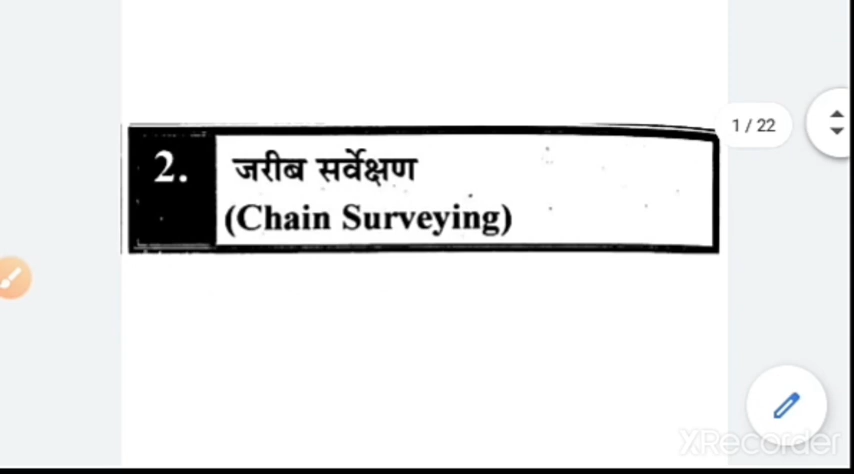 2.
जरीब सर्वेक्षण
(Chain Surveying)
1 / 22
XRecorder